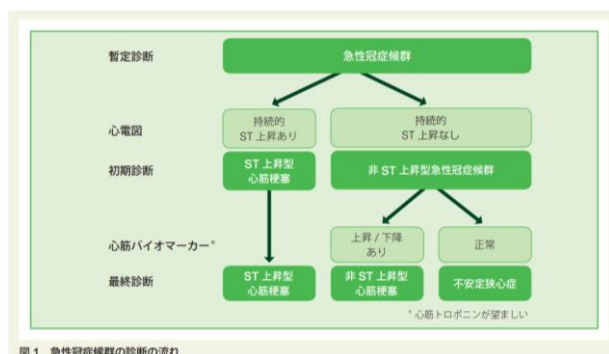 暫定診断
急性冠症候群
心電図
持続的
ST 上昇あり
持続的
ST 上昇なし
初期診断
ST 上昇型
心筋梗塞
非 ST 上昇型急性冠症候群
心筋バイオマーカー*
上昇 / 下降
あり
正常
最終診断
ST 上昇型
心筋梗塞
非 ST 上昇型
心筋梗塞
不安定狭心症
* 心筋トロポニンが望ましい
図 1 急性冠症候群の診断の流れ